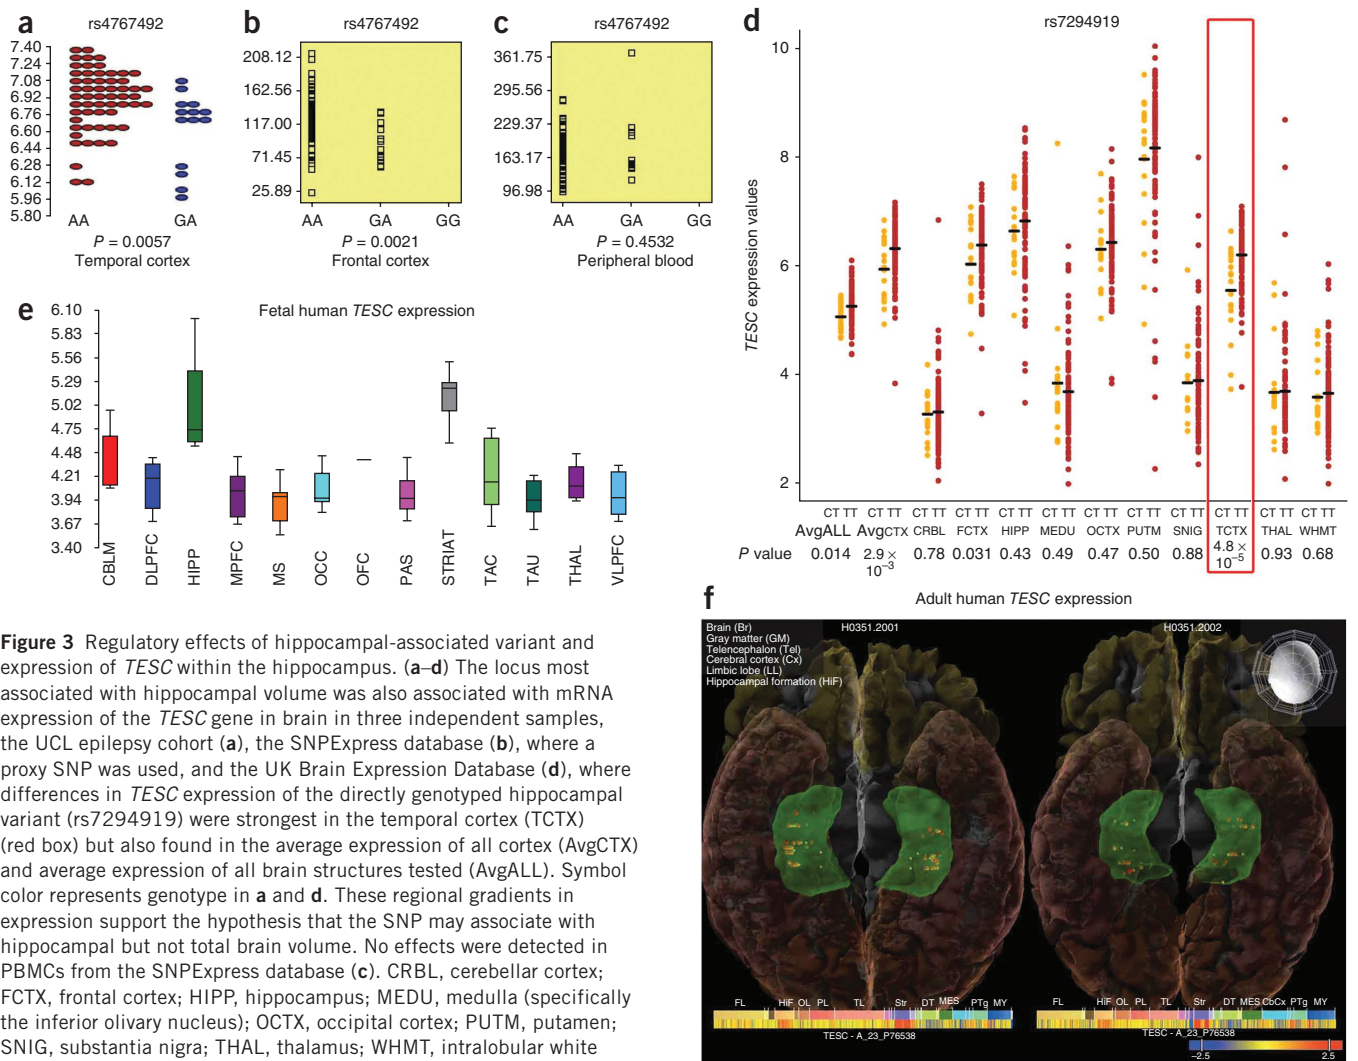 a
rs4767492
7.40
7.24
7.08
6.92
6.76
6.60
6.44
6.28
6.12
5.96
5.80
AA GA
P = 0.0057
Temporal cortex
b
rs4767492
208.12
162.56
117.00
71.45
25.89
AA GA GG
P = 0.0021
Frontal cortex
c
rs4767492
361.75
295.56
229.37
163.17
96.98
AA GA GG
P = 0.4532
Peripheral blood
d
rs7294919
TESC expression values
10
8
6
4
2
CT TT CT TT CT TT CT TT CT TT CT TT CT TT CT TT CT TT CT TT CT TT CT TT
AvgALL AvgCTX CRBL FCTX HIPP MEDU OCTX PUTM SNIG TCTX THAL WHMT
P value 0.014 2.9 × 10⁻³ 0.78 0.031 0.43 0.49 0.47 0.50 0.88 4.8 × 10⁻⁵ 0.93 0.68
e
Fetal human TESC expression
6.10
5.83
5.56
5.29
5.02
4.75
4.48
4.21
3.94
3.67
3.40
CBLM DLPFC HIPP MPFC MS OCC OFC PAS STRIAT TAC TAU THAL VLPFC
Figure 3 Regulatory effects of hippocampal-associated variant and
expression of TESC within the hippocampus. (a–d) The locus most
associated with hippocampal volume was also associated with mRNA
expression of the TESC gene in brain in three independent samples,
the UCL epilepsy cohort (a), the SNPExpress database (b), where a
proxy SNP was used, and the UK Brain Expression Database (d), where
differences in TESC expression of the directly genotyped hippocampal
variant (rs7294919) were strongest in the temporal cortex (TCTX)
(red box) but also found in the average expression of all cortex (AvgCTX)
and average expression of all brain structures tested (AvgALL). Symbol
color represents genotype in a and d. These regional gradients in
expression support the hypothesis that the SNP may associate with
hippocampal but not total brain volume. No effects were detected in
PBMCs from the SNPExpress database (c). CRBL, cerebellar cortex;
FCTX, frontal cortex; HIPP, hippocampus; MEDU, medulla (specifically
the inferior olivary nucleus); OCTX, occipital cortex; PUTM, putamen;
SNIG, substantia nigra; THAL, thalamus; WHMT, intralobular white
f
Adult human TESC expression
Brain (Br)
Gray matter (GM)
Telencephalon (Tel)
Cerebral cortex (Cx)
Limbic lobe (LL)
Hippocampal formation (HiF)
H0351.2001
H0351.2002
FL HiF OL PL TL Str DT MES PTg MY
TESC - A_23_P76538
FL HiF OL PL TL Str DT MES CbCx PTg MY
TESC - A_23_P76538
−2.5 2.5